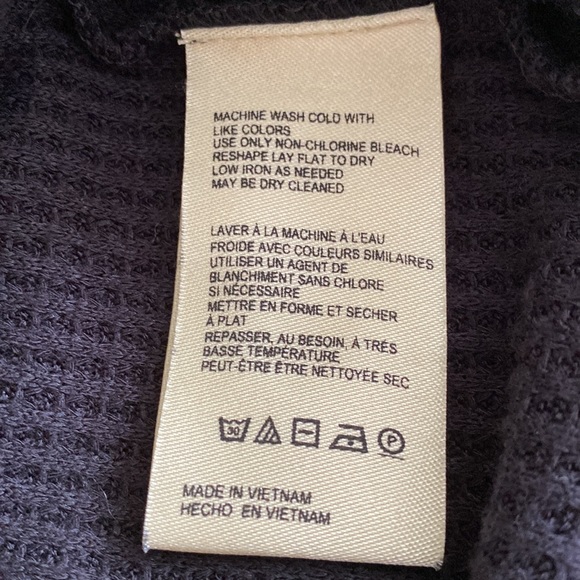 MACHINE WASH COLD WITH
LIKE COLORS
USE ONLY NON-CHLORINE BLEACH
RESHAPE LAY FLAT TO DRY
LOW IRON AS NEEDED
MAY BE DRY CLEANED
LAVER À LA MACHINE À L'EAU
FROIDE AVEC COULEURS SIMILAIRES
UTILISER UN AGENT DE
BLANCHIMENT SANS CHLORE
SI NÉCESSAIRE
METTRE EN FORME ET SECHER
À PLAT
REPASSER, AU BESOIN, À TRÈS
BASSE TEMPÉRATURE
PEUT-ÊTRE ÊTRE NETTOYÉE SEC
30 P
MADE IN VIETNAM
HECHO EN VIETNAM